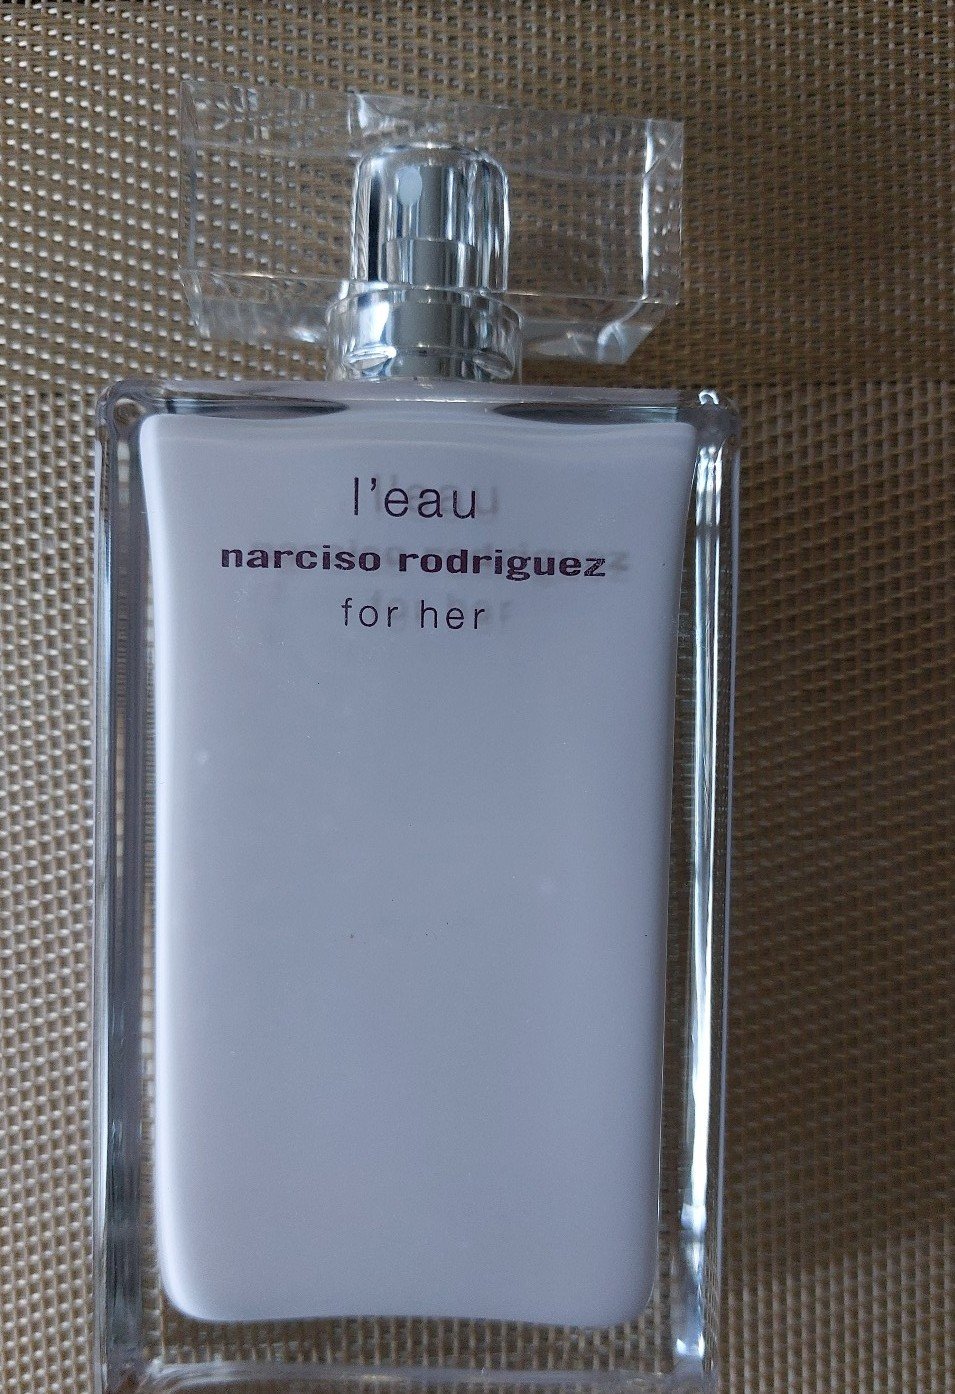 l'eau
narciso rodriguez
for her